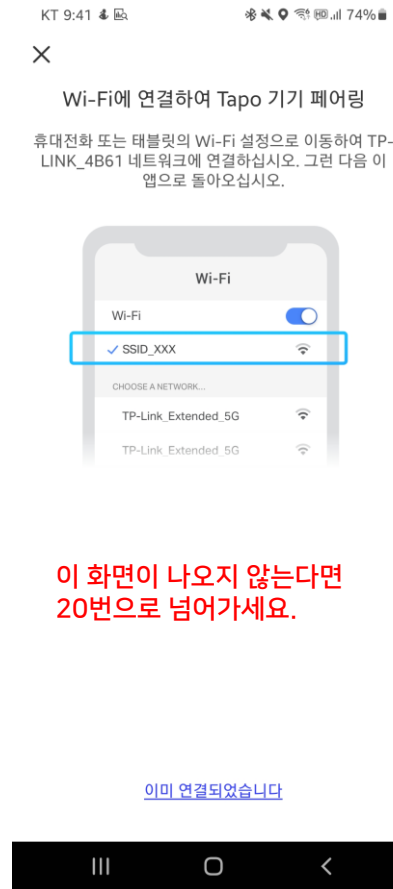 KT 9:41
74%
Wi-Fi에 연결하여 Tapo 기기 페어링
휴대전화 또는 태블릿의 Wi-Fi 설정으로 이동하여 TP-
LINK_4B61 네트워크에 연결하십시오. 그런 다음 이
앱으로 돌아오십시오.
Wi-Fi
Wi-Fi
SSID_XXX
CHOOSE A NETWORK...
TP-Link_Extended_5G
TP-Link_Extended_5G
이 화면이 나오지 않는다면
20번으로 넘어가세요.
이미 연결되었습니다